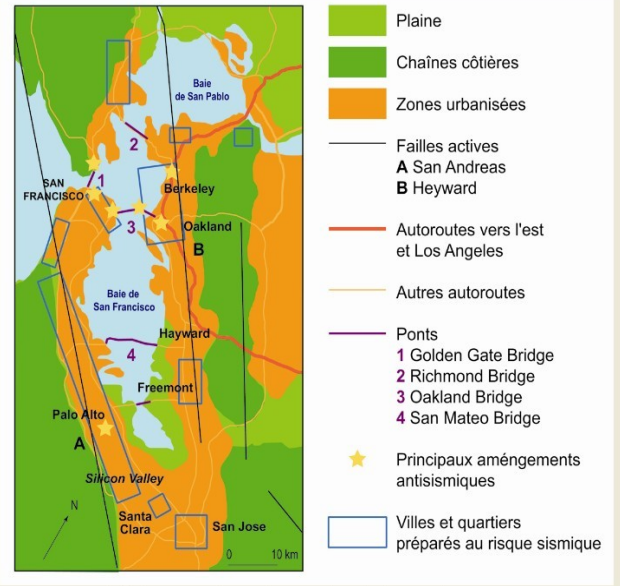 Baie
de San Pablo
2
1
SAN
FRANCISCO
Berkeley
3
Oakland
B
Baie de
San Francisco
Hayward
4
Freemont
Palo Alto
A
Silicon Valley
N
Santa
Clara
San Jose
0 10 km
Plaine
Chaînes côtières
Zones urbanisées
Failles actives
A San Andreas
B Heyward
Autoroutes vers l'est
et Los Angeles
Autres autoroutes
Ponts
1 Golden Gate Bridge
2 Richmond Bridge
3 Oakland Bridge
4 San Mateo Bridge
Principaux améngements
antisismiques
Villes et quartiers
préparés au risque sismique